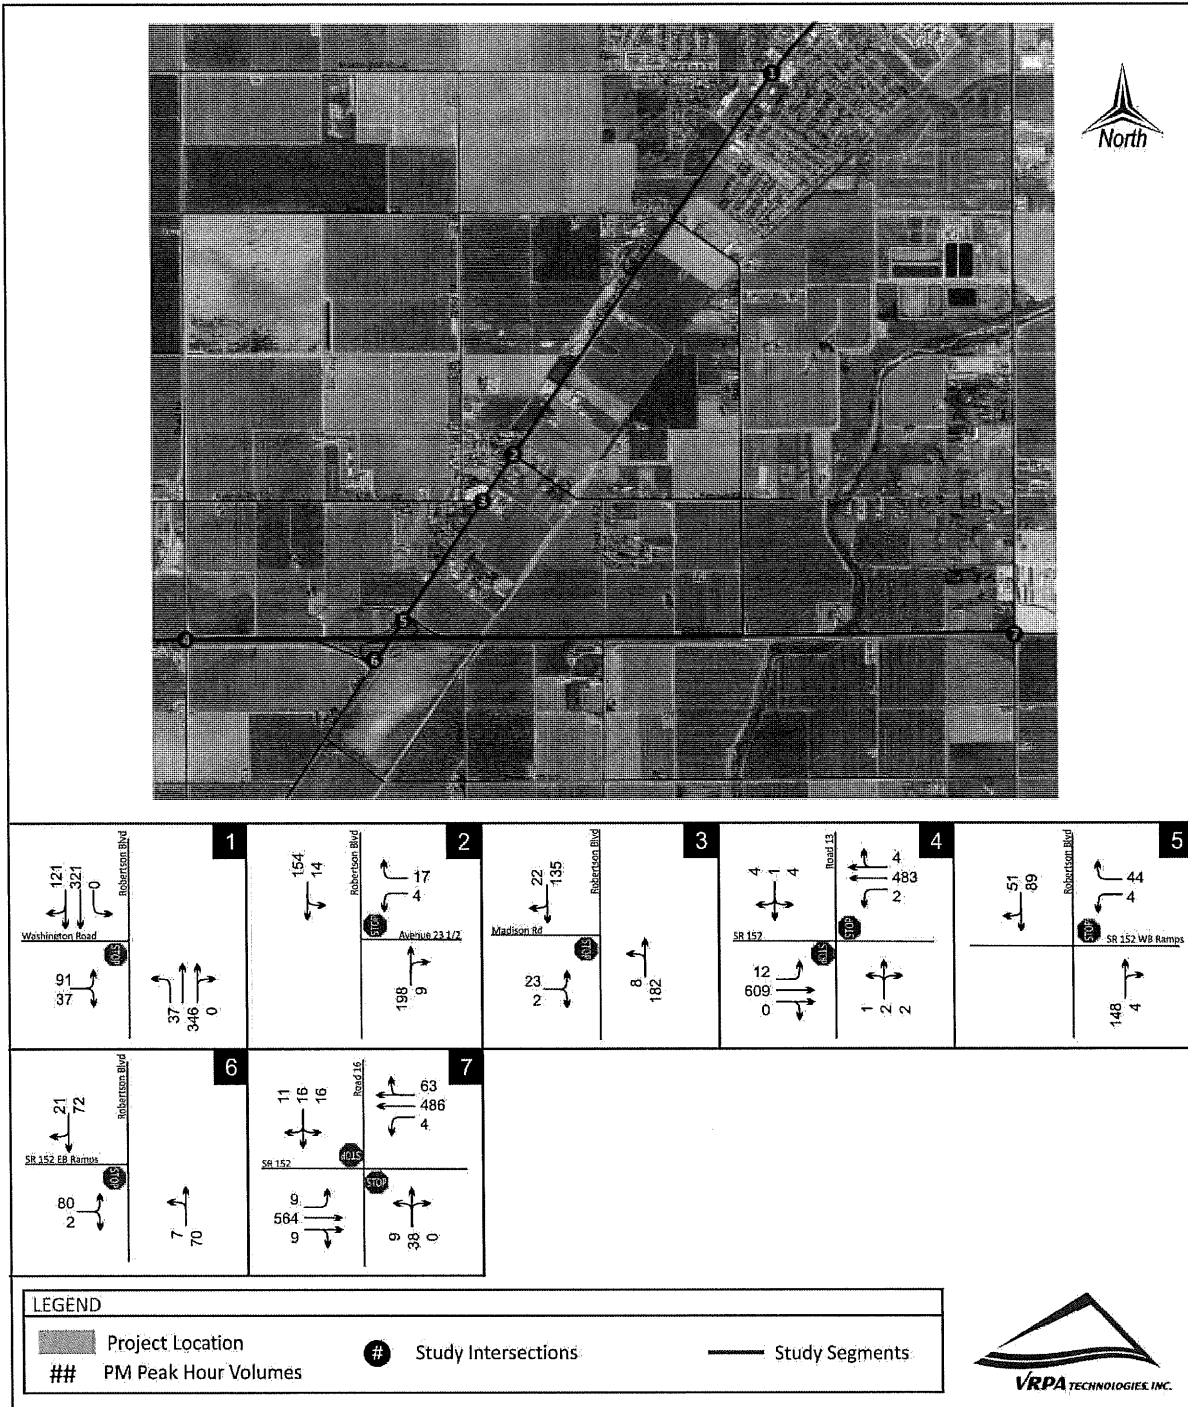 North
1
2
3
5
4
7
6
1
Robertson Blvd
121
321
0
Washington Road
STOP
91
37
37
346
0
2
Robertson Blvd
154
14
17
4
STOP
Avenue 23 1/2
198
9
3
Robertson Blvd
22
135
Madison Rd
STOP
23
2
8
182
4
Road 13
4
1
4
4
483
2
STOP
SR 152
STOP
12
609
0
1
2
2
5
Robertson Blvd
51
89
44
4
STOP
SR 152 WB Ramps
148
4
6
Robertson Blvd
21
72
SR 152 EB Ramps
STOP
80
2
7
70
7
Road 16
11
16
16
63
486
4
STOP
SR 152
STOP
9
564
9
9
38
0
LEGEND
Project Location
# Study Intersections
Study Segments
## PM Peak Hour Volumes
VRPA TECHNOLOGIES, INC.